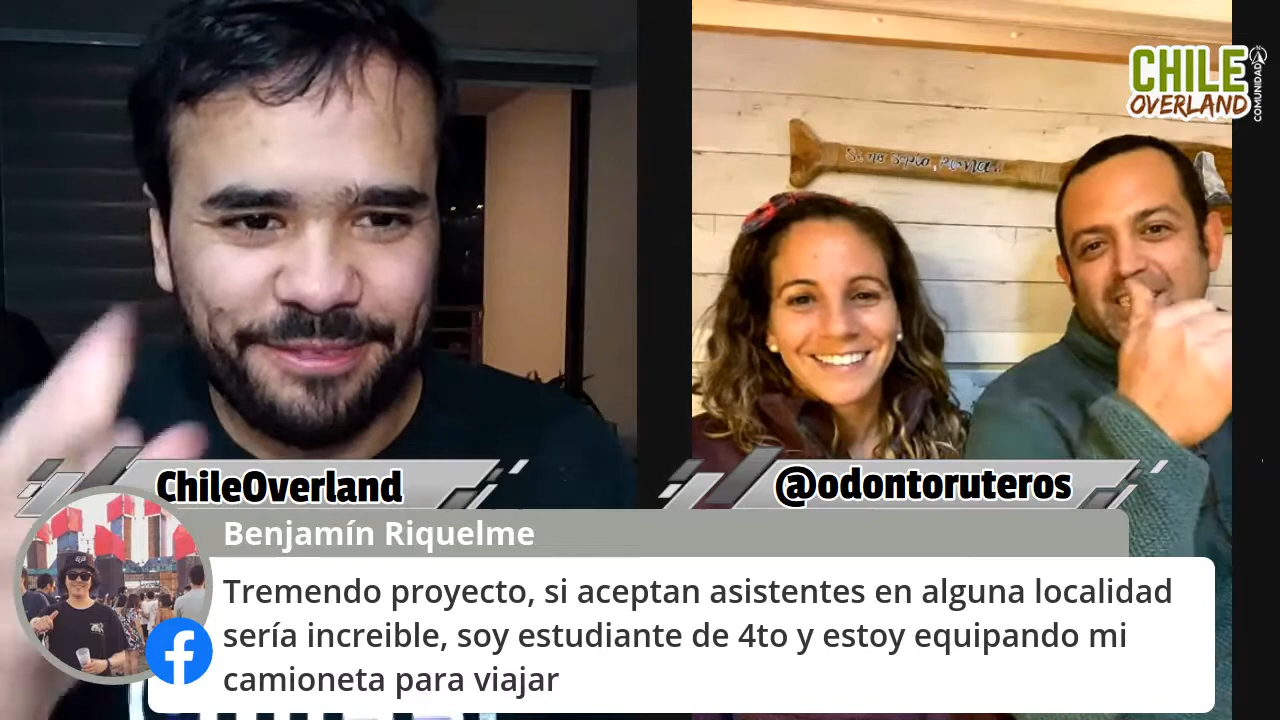 CHILE
OVERLAND
COMUNIDAD
ChileOverland
@odontoruteros
Benjamín Riquelme
Tremendo proyecto, si aceptan asistentes en alguna localidad
sería increible, soy estudiante de 4to y estoy equipando mi
camioneta para viajar